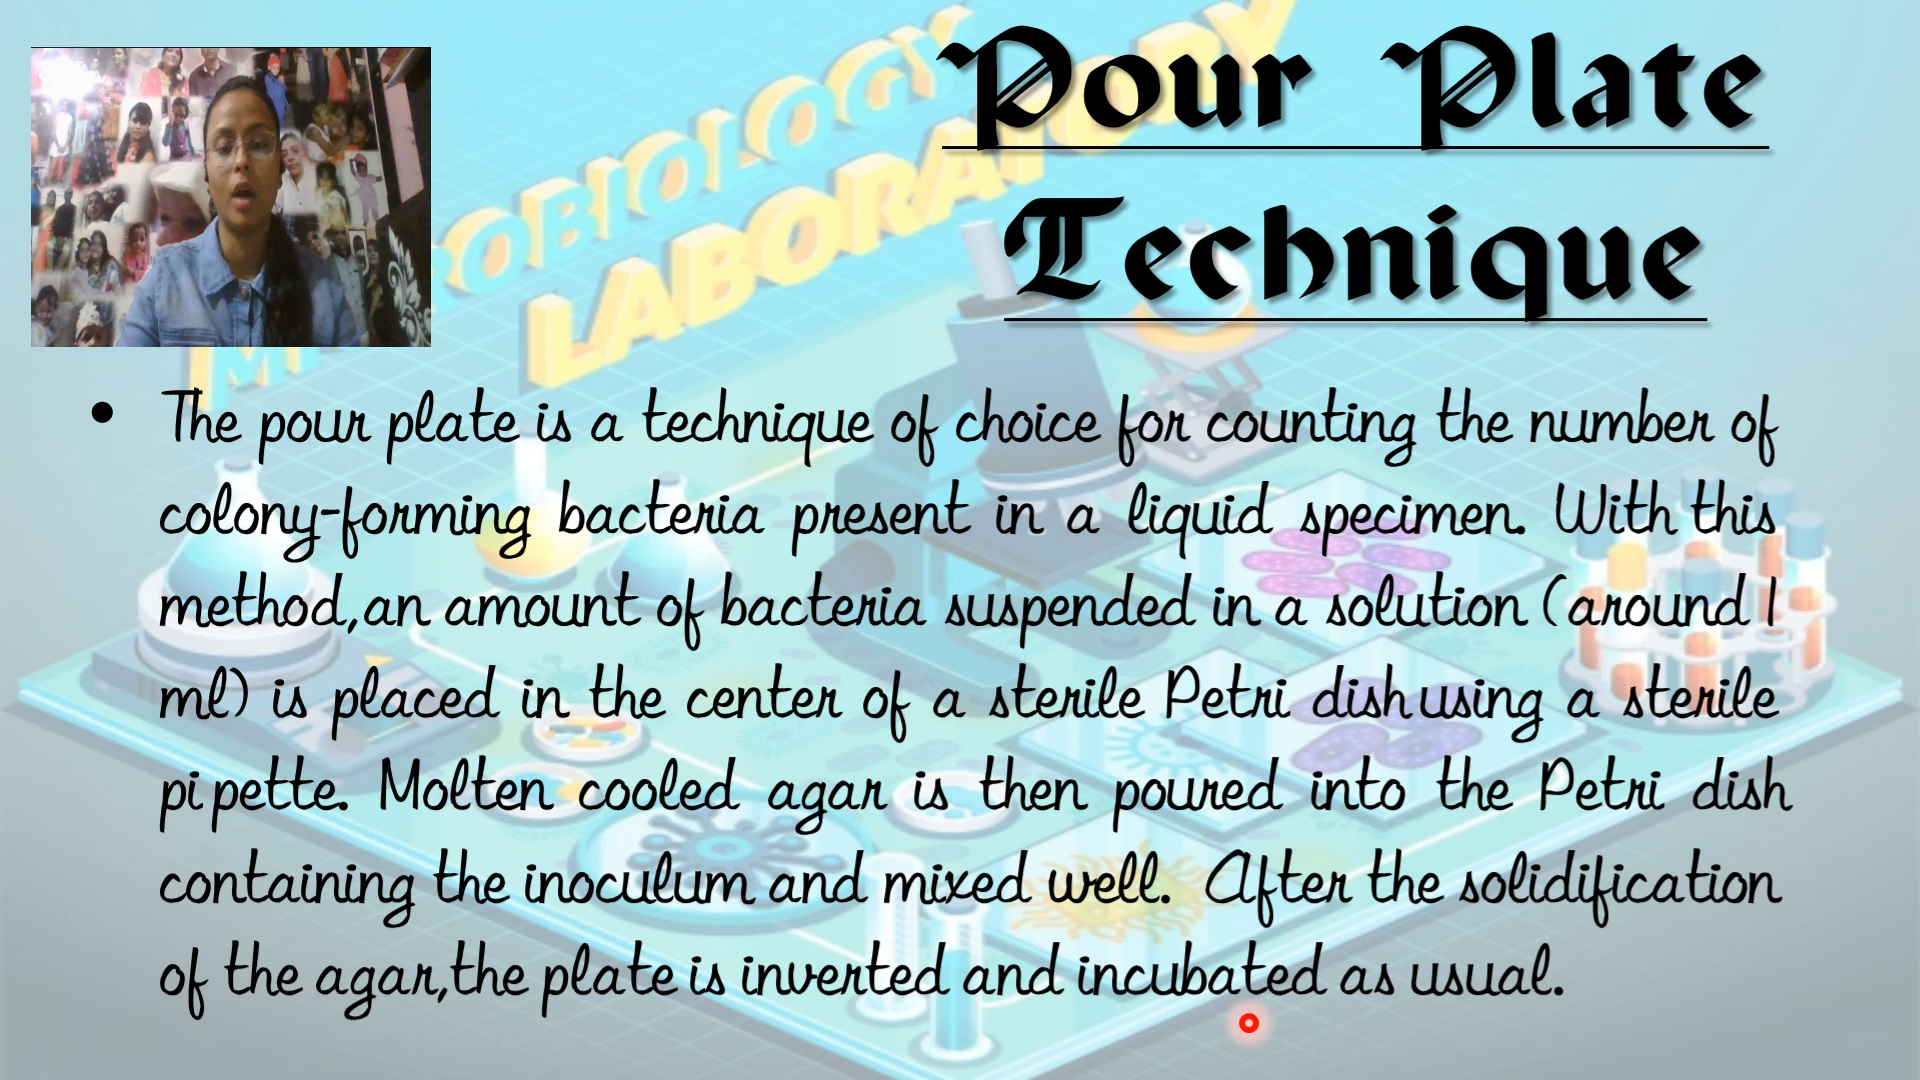 Pour Plate
Technique
MICROBIOLOGY
LABORATORY
• The pour plate is a technique of choice for counting the number of
colony-forming bacteria present in a liquid specimen. With this
method, an amount of bacteria suspended in a solution (around 1
ml) is placed in the center of a sterile Petri dish using a sterile
pipette. Molten cooled agar is then poured into the Petri dish
containing the inoculum and mixed well. After the solidification
of the agar, the plate is inverted and incubated as usual.